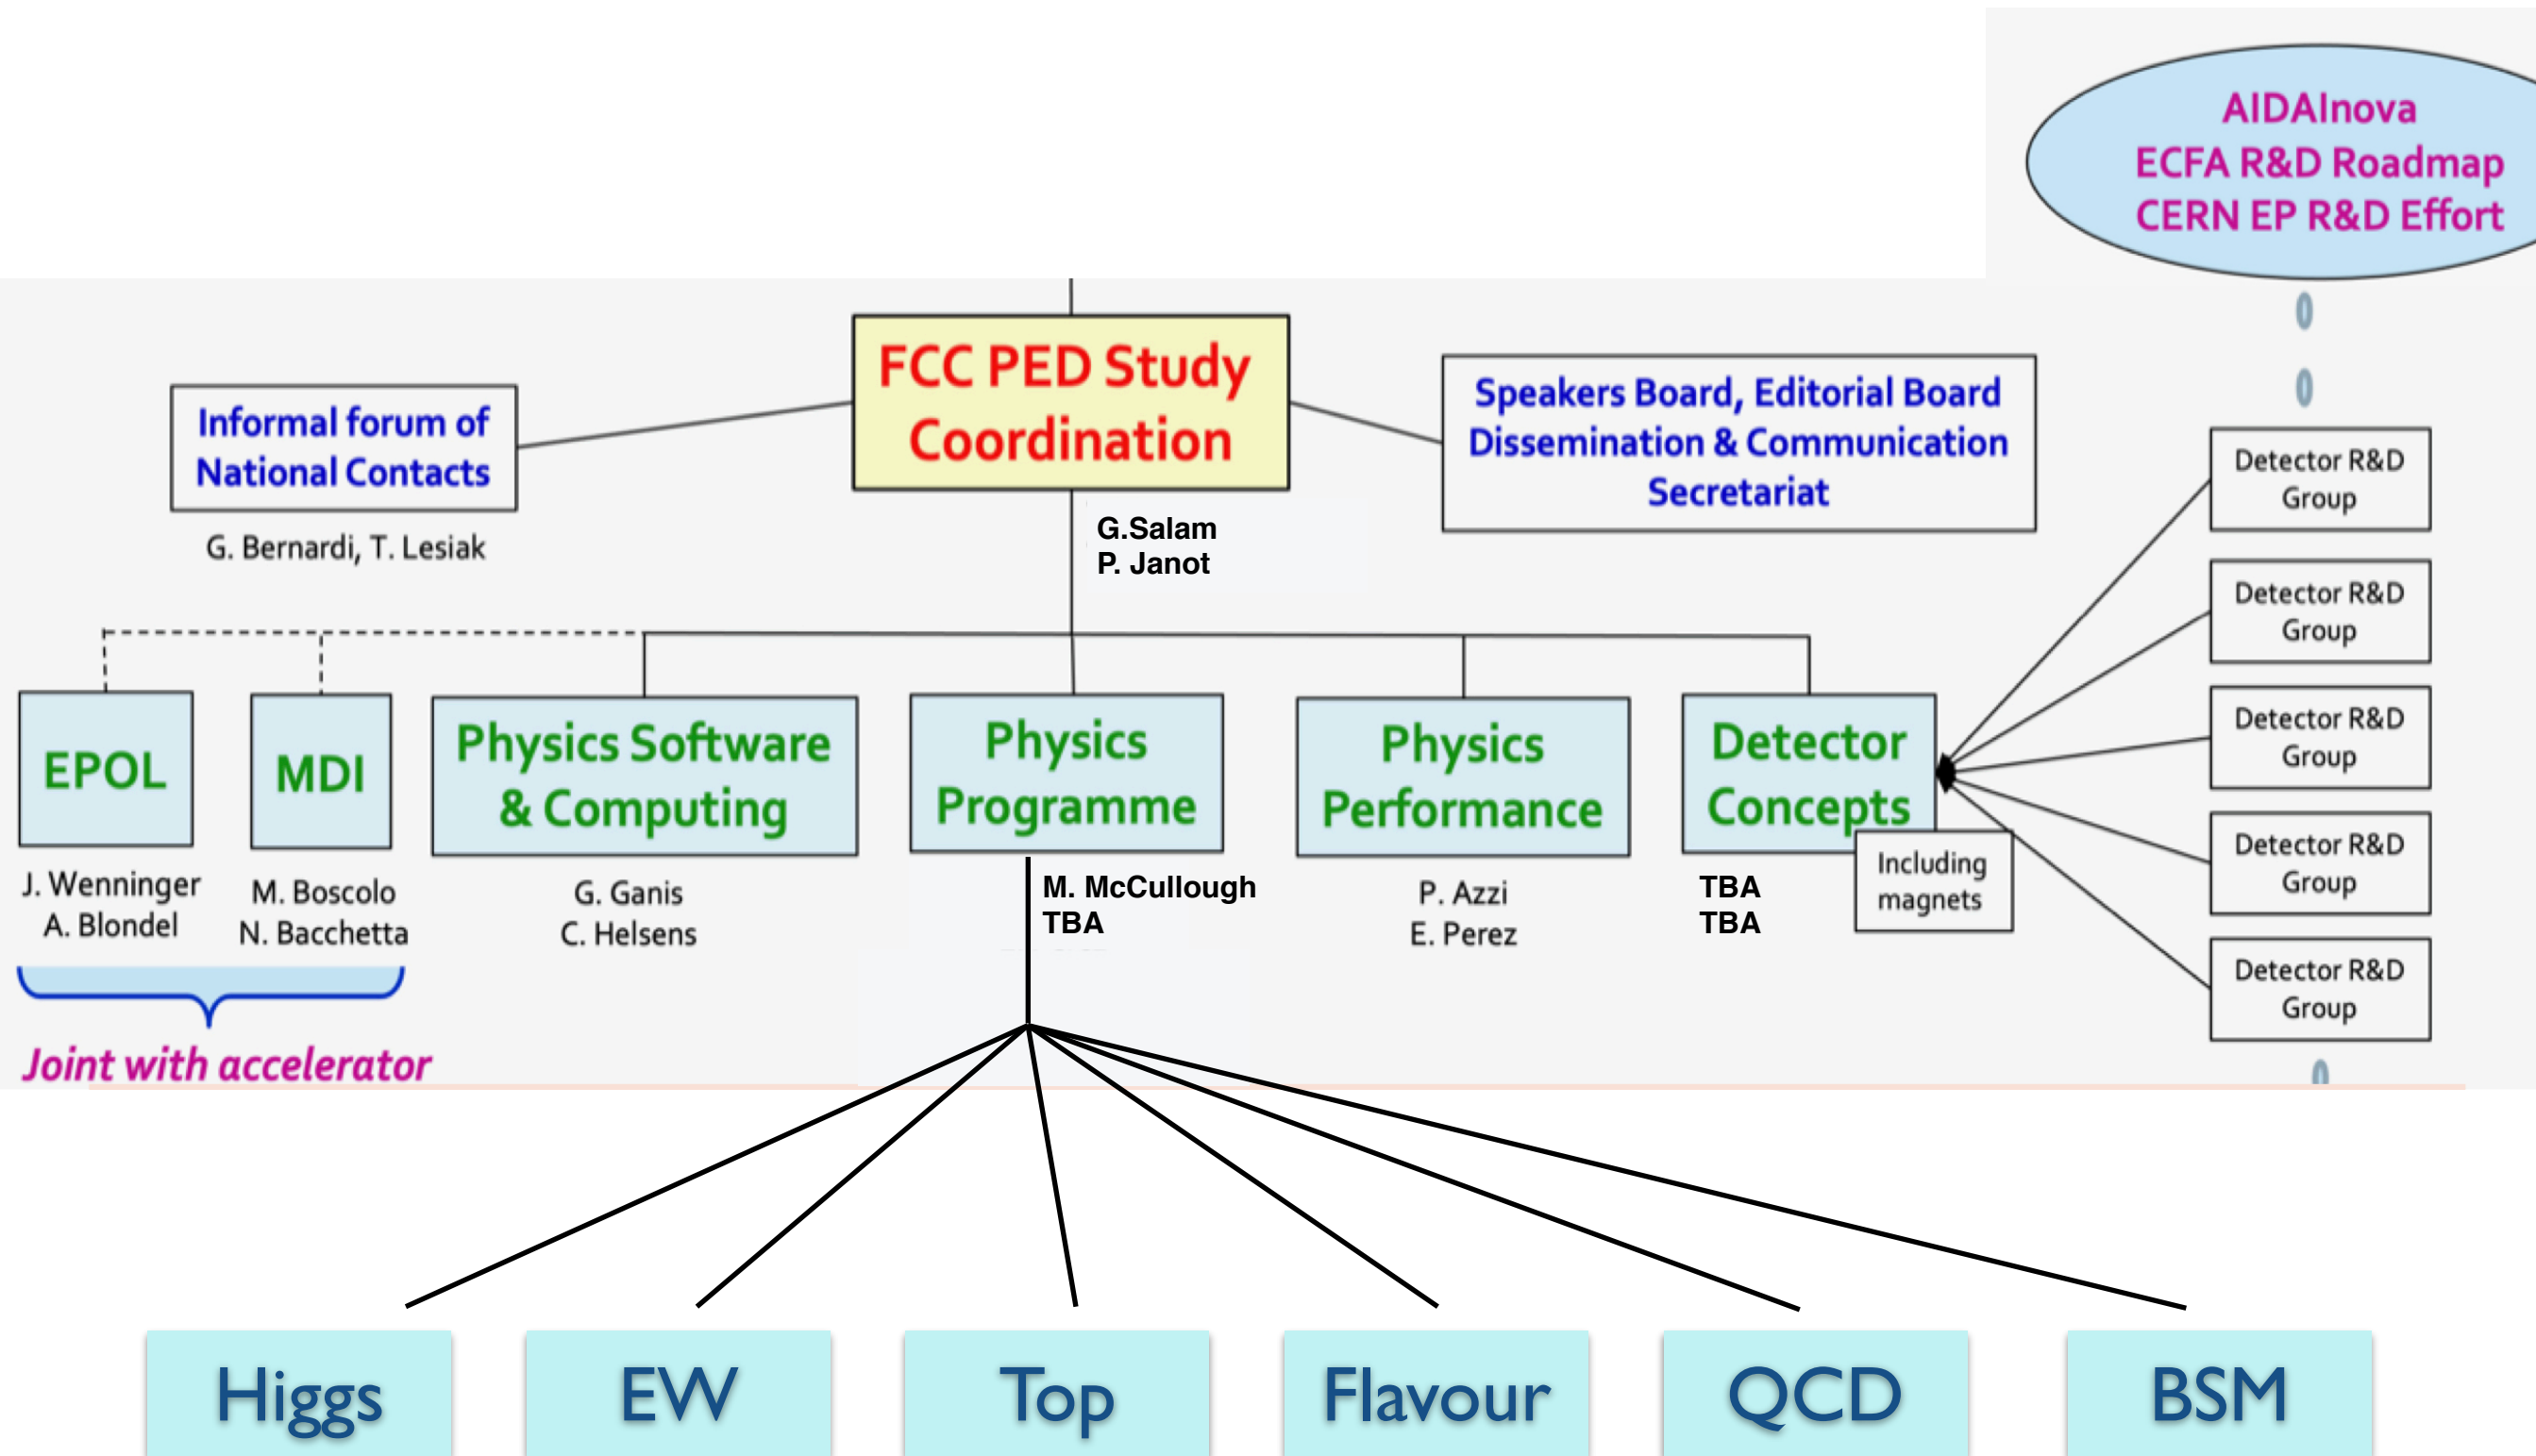 AIDAInova
ECFA R&D Roadmap
CERN EP R&D Effort
FCC PED Study
Coordination
Informal forum of
National Contacts
G. Bernardi, T. Lesiak
Speakers Board, Editorial Board
Dissemination & Communication
Secretariat
G.Salam
P. Janot
Detector R&D
Group
Detector R&D
Group
Detector R&D
Group
Detector R&D
Group
Detector R&D
Group
EPOL
J. Wenninger
A. Blondel
MDI
M. Boscolo
N. Bacchetta
Joint with accelerator
Physics Software
& Computing
G. Ganis
C. Helsens
Physics
Programme
M. McCullough
TBA
Physics
Performance
P. Azzi
E. Perez
Detector
Concepts
TBA
TBA
Including
magnets
Higgs
EW
Top
Flavour
QCD
BSM